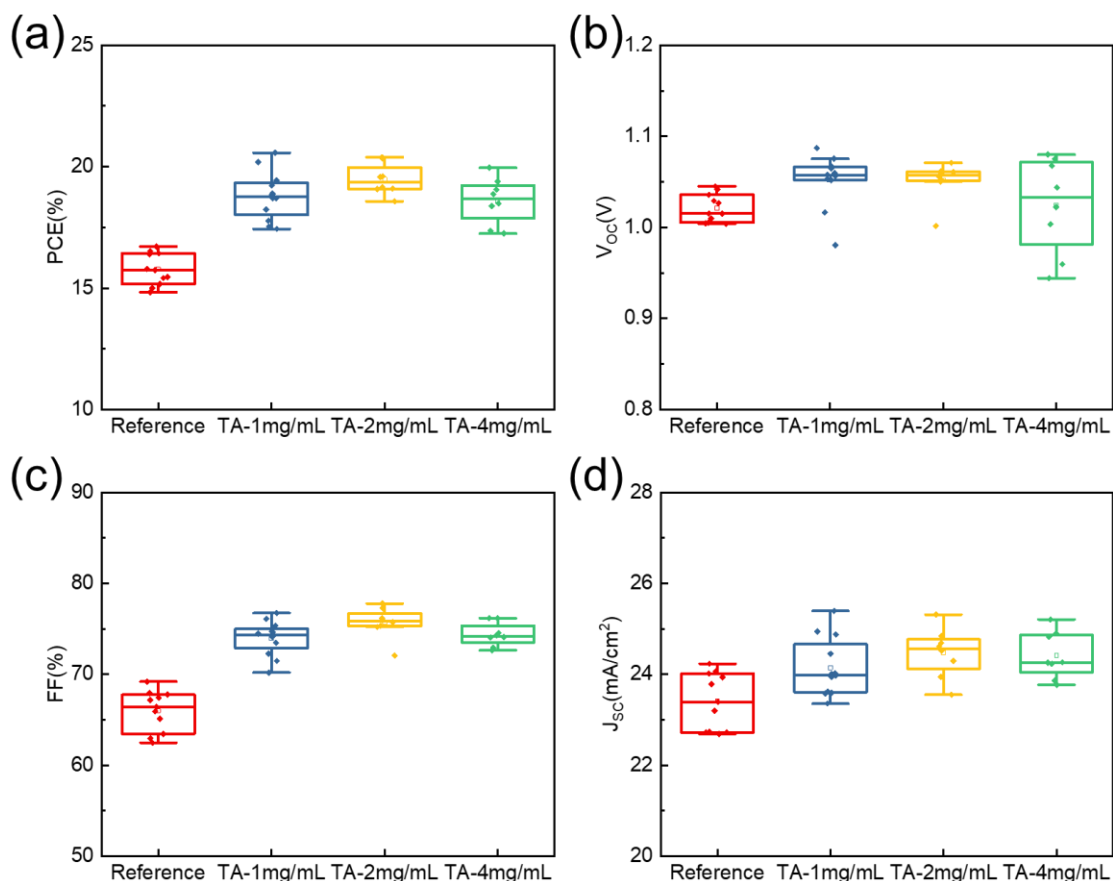 (a)
PCE(%)
25
20
15
10
Reference TA-1mg/mL TA-2mg/mL TA-4mg/mL
(b)
V_OC(V)
1.2
1.1
1.0
0.9
0.8
Reference TA-1mg/mL TA-2mg/mL TA-4mg/mL
(c)
FF(%)
90
80
70
60
50
Reference TA-1mg/mL TA-2mg/mL TA-4mg/mL
(d)
J_SC(mA/cm²)
28
26
24
22
20
Reference TA-1mg/mL TA-2mg/mL TA-4mg/mL